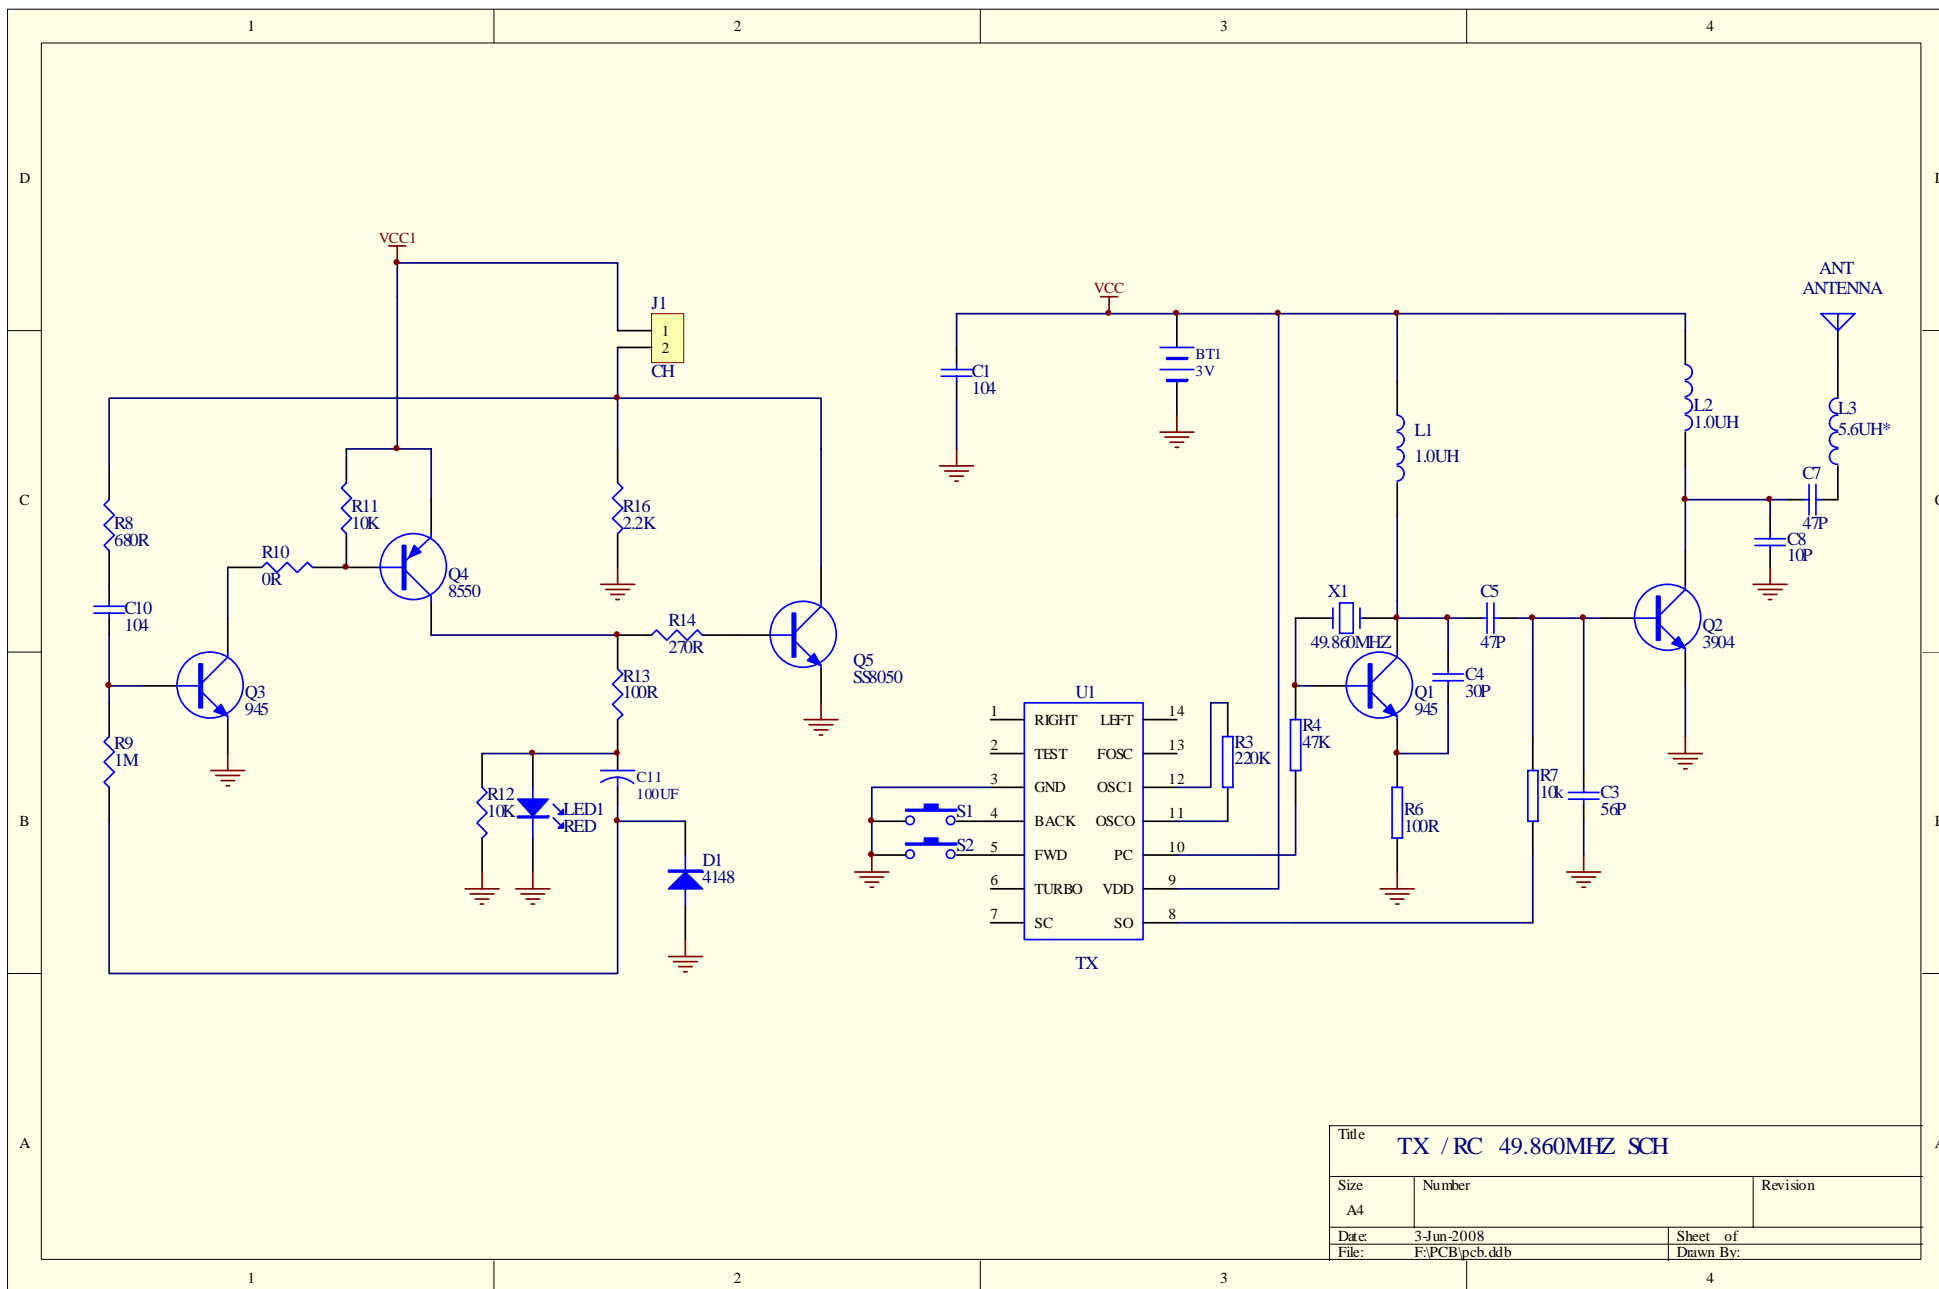 1 2 3 4
D
C
B
A
VCC1
J1
1
2
CH
R8
680R
C10
104
R9
1M
Q3
945
R10
0R
R11
10K
Q4
8550
R16
2.2K
R14
270R
R13
100R
Q5
SS8050
R12
10K
LED1
RED
C11
100UF
D1
4148
VCC
C1
104
BT1
3V
L1
1.0UH
L2
1.0UH
ANT
ANTENNA
L3
5.6UH*
C7
47P
C8
10P
X1
49.860MHZ
C5
47P
Q1
945
C4
30P
Q2
3904
R3
220K
R4
47K
R6
100R
R7
10k
C3
56P
S1
S2
U1
1 RIGHT LEFT 14
2 TEST FOSC 13
3 GND OSC1 12
4 BACK OSCO 11
5 FWD PC 10
6 TURBO VDD 9
7 SC SO 8
TX
Title
TX / RC 49.860MHZ SCH
Size
A4
Number
Revision
Date: 3-Jun-2008
Sheet of
File: F:\PCB\pcb.ddb
Drawn By:
1 2 3 4